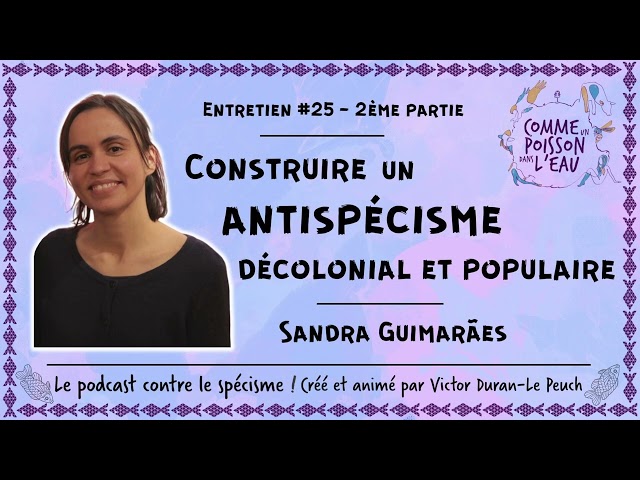 ENTRETIEN #25 - 2ÈME PARTIE
COMME UN
POISSON
DANS L'EAU
CONSTRUIRE UN
ANTISPÉCISME
DÉCOLONIAL ET POPULAIRE
SANDRA GUIMARÃES
Le podcast contre le spécisme ! Créé et animé par Victor Duran-Le Peuch